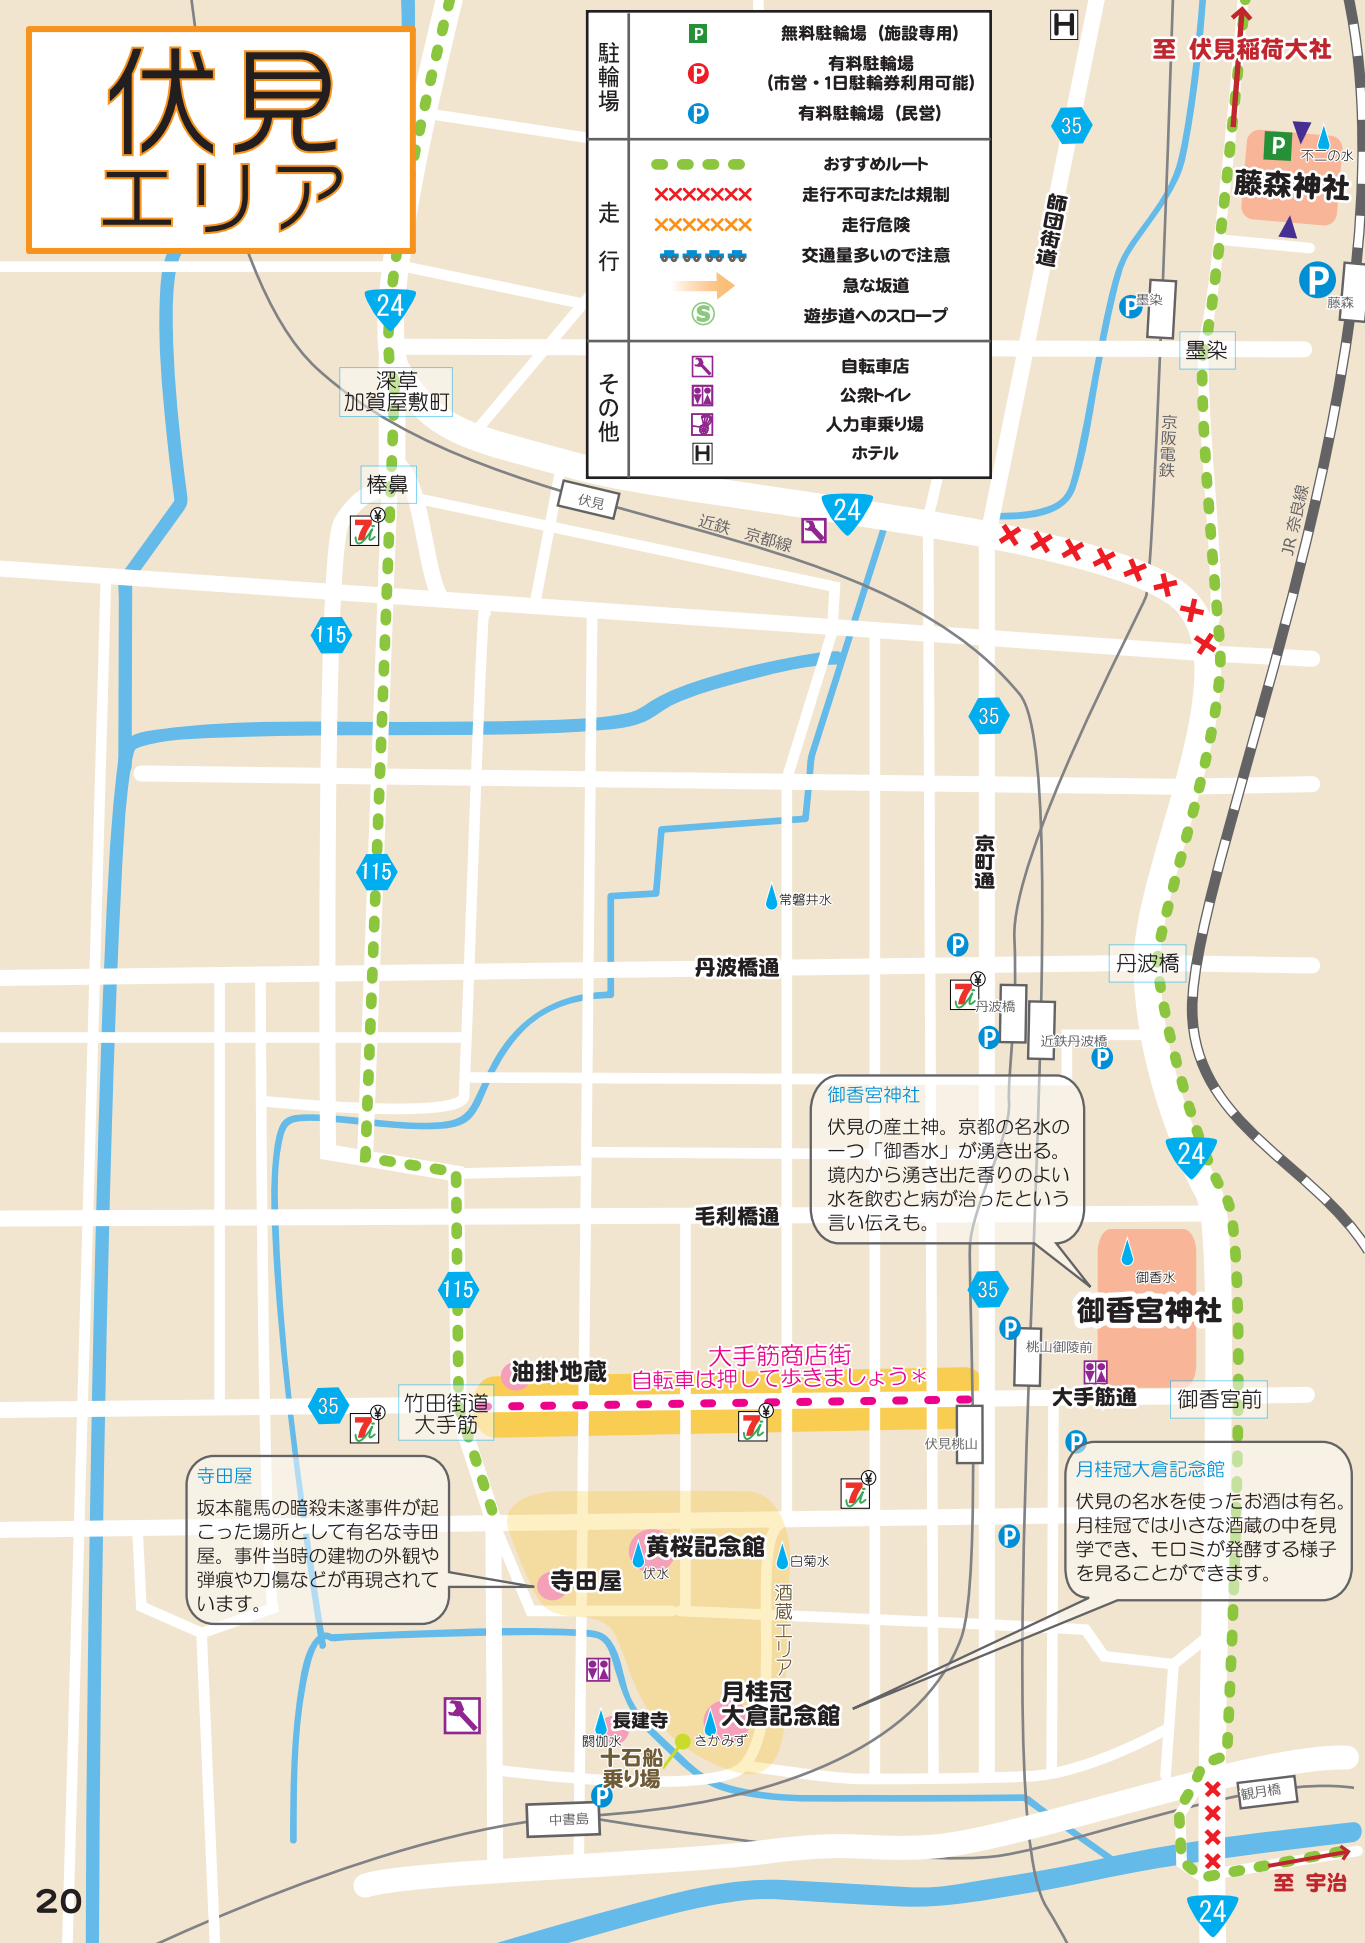 伏見
エリア
駐輪場
P
無料駐輪場（施設専用）
P
有料駐輪場
（市営・1日駐輪券利用可能）
P
有料駐輪場（民営）
走行
おすすめルート
走行不可または規制
走行危険
交通量多いので注意
急な坂道
S
遊歩道へのスロープ
その他
自転車店
公衆トイレ
人力車乗り場
H
ホテル
H
至 伏見稲荷大社
35
P
不二の水
藤森神社
師団街道
P
藤森
P
墨染
墨染
24
深草
加賀屋敷町
京阪電鉄
棒鼻
¥
7i
伏見
近鉄 京都線
24
JR 奈良線
115
35
京町通
115
常磐井水
P
丹波橋通
丹波橋
¥
7i
丹波橋
P
近鉄丹波橋
P
御香宮神社
伏見の産土神。京都の名水の
一つ「御香水」が湧き出る。
境内から湧き出た香りのよい
水を飲むと病が治ったという
言い伝えも。
24
毛利橋通
御香水
御香宮神社
115
35
P
桃山御陵前
大手筋商店街
自転車は押して歩きましょう＊
油掛地蔵
大手筋通
御香宮前
35
¥
7i
竹田街道
大手筋
¥
7i
伏見桃山
P
寺田屋
坂本龍馬の暗殺未遂事件が起
こった場所として有名な寺田
屋。事件当時の建物の外観や
弾痕や刀傷などが再現されて
います。
¥
7i
月桂冠大倉記念館
伏見の名水を使ったお酒は有名。
月桂冠では小さな酒蔵の中を見
学でき、モロミが発酵する様子
を見ることができます。
P
黄桜記念館
伏水
白菊水
寺田屋
酒蔵エリア
月桂冠
大倉記念館
さかみず
長建寺
閼伽水
十石船
乗り場
P
中書島
観月橋
至 宇治
24
20